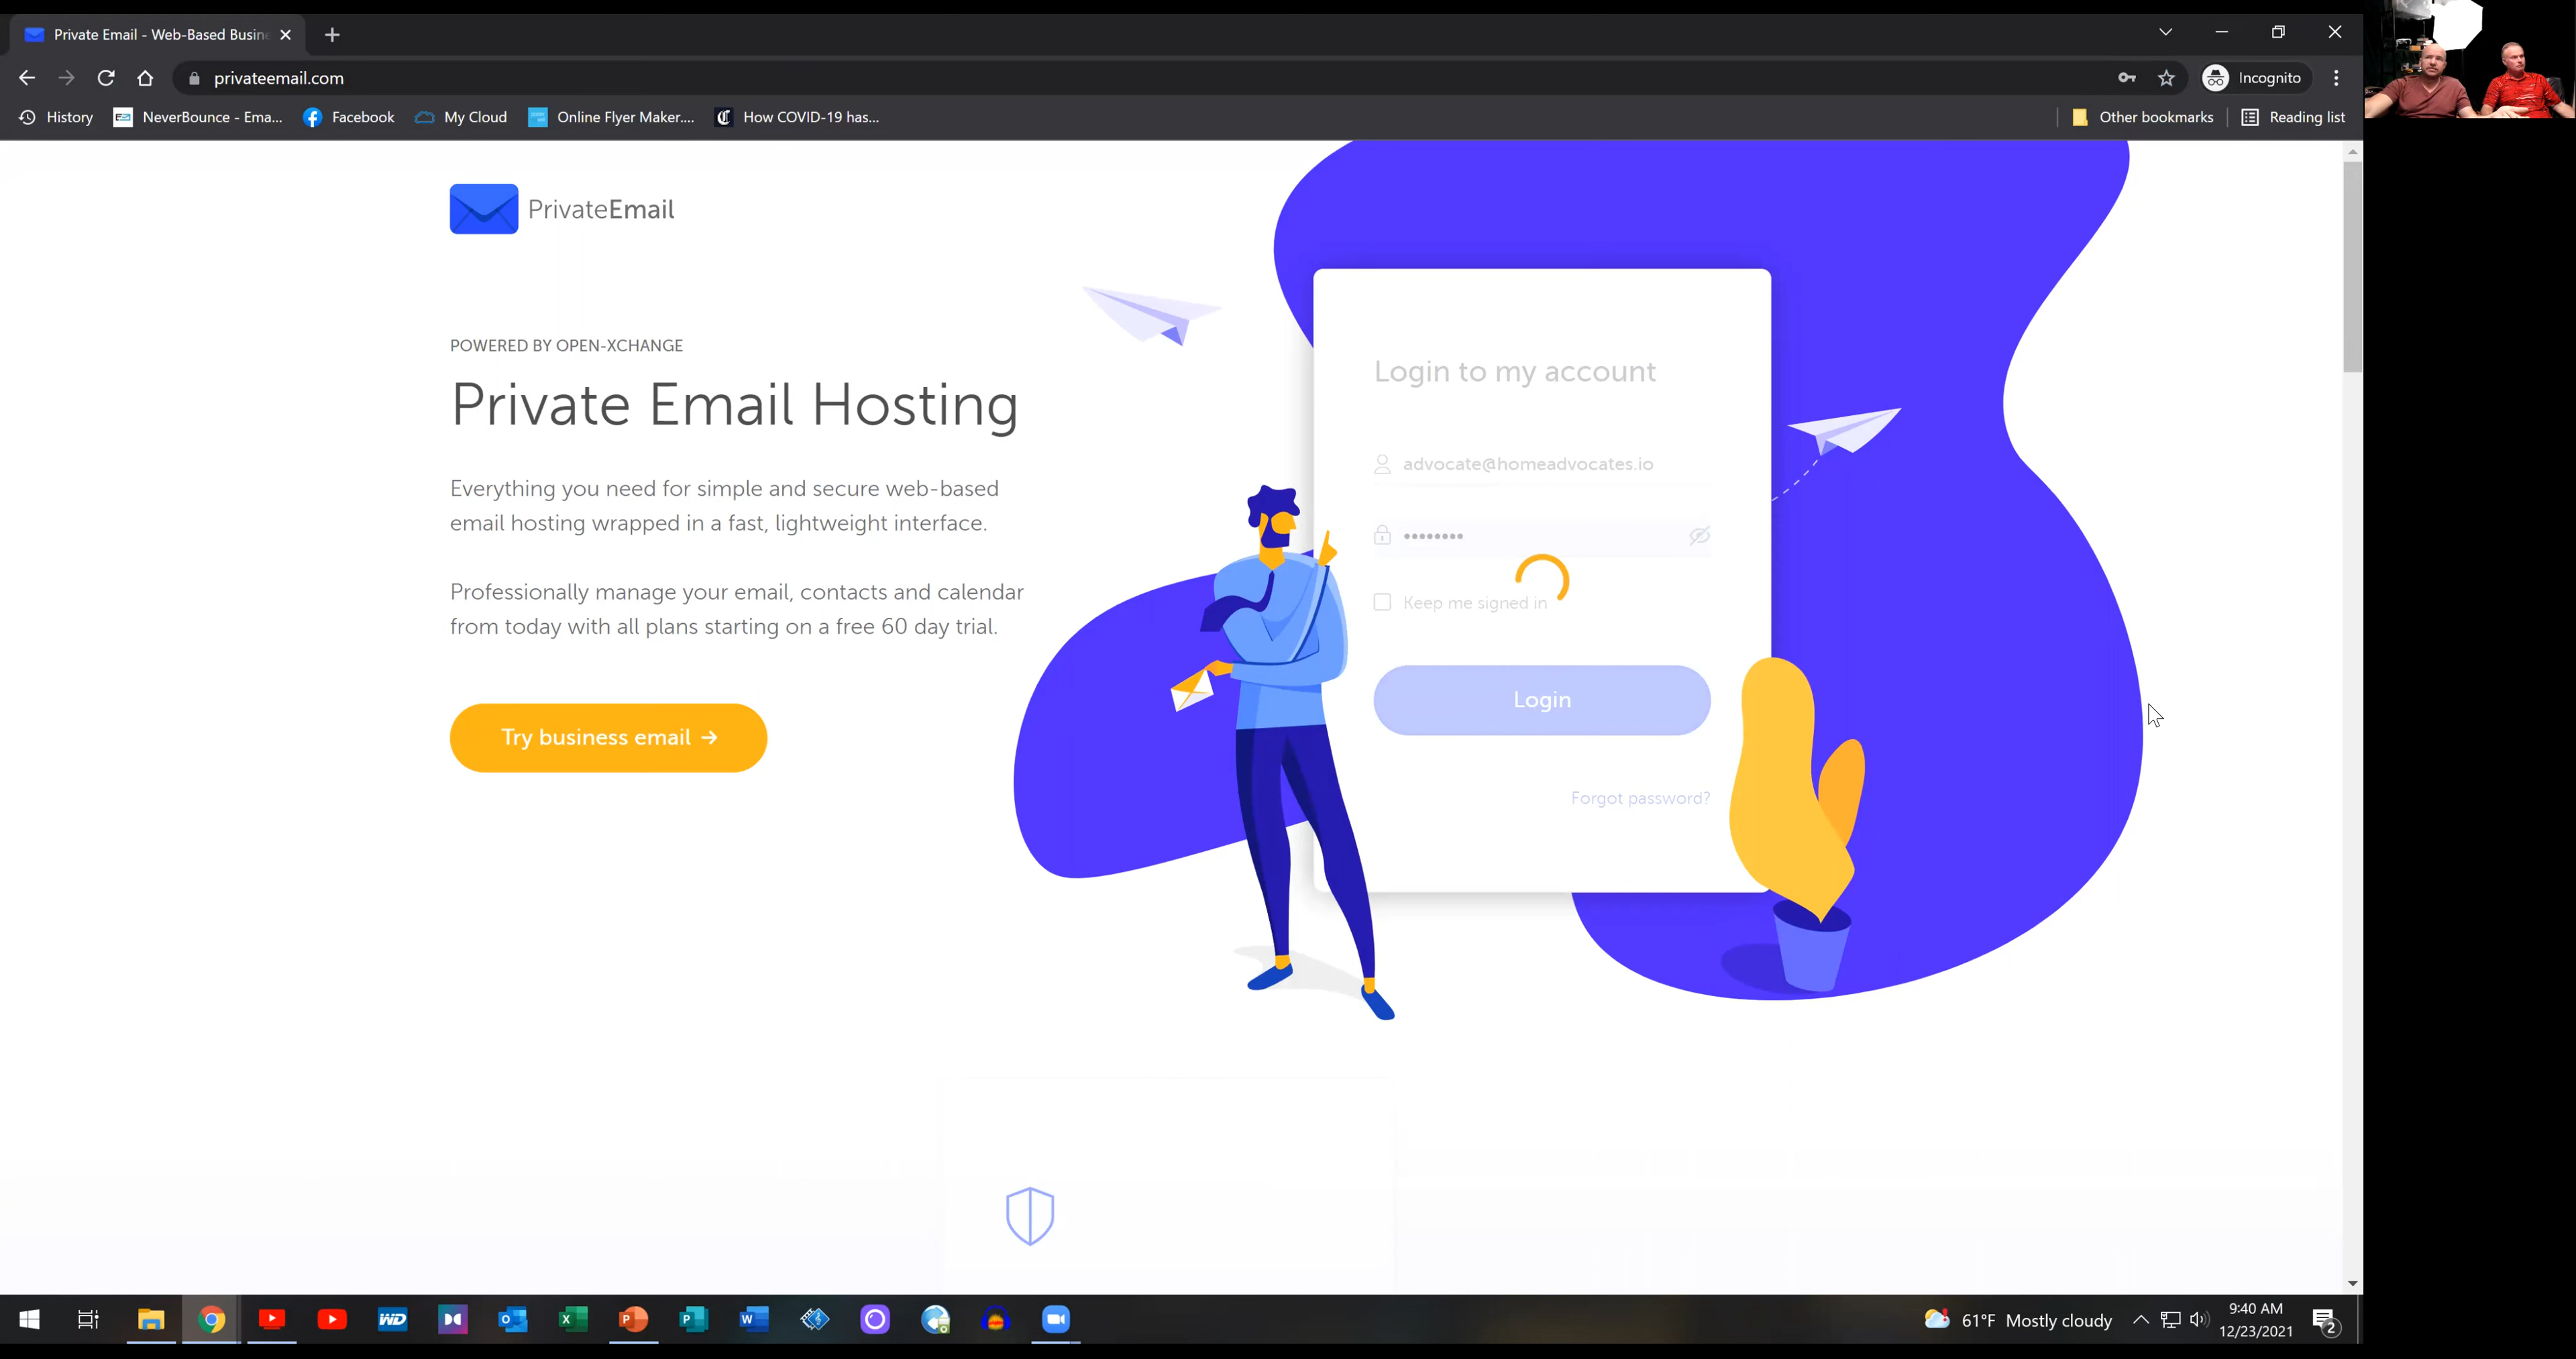 Private Email - Web-Based Busin
privateemail.com
Incognito
History
NeverBounce - Ema...
Facebook
My Cloud
Online Flyer Maker....
How COVID-19 has...
Other bookmarks
Reading list
PrivateEmail
POWERED BY OPEN-XCHANGE
Private Email Hosting
Everything you need for simple and secure web-based
email hosting wrapped in a fast, lightweight interface.
Professionally manage your email, contacts and calendar
from today with all plans starting on a free 60 day trial.
Try business email →
Login to my account
advocate@homeadvocates.io
••••••••
Keep me signed in
Login
Forgot password?
WD
61°F Mostly cloudy
9:40 AM
12/23/2021
2